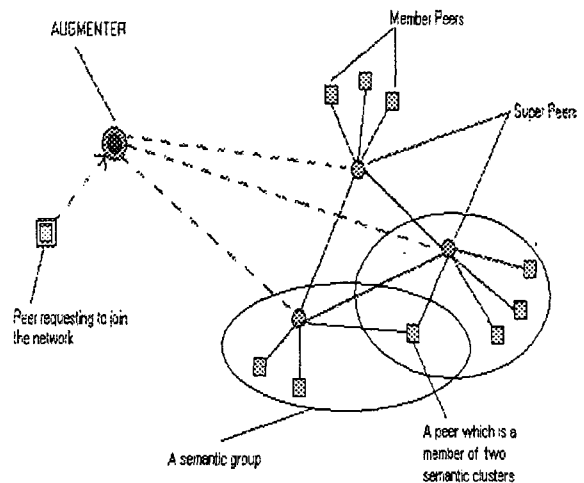 AUGMENTER
Member Peers
Super Peers
Peer requesting to join
the network
A semantic group
A peer which is a
member of two
semantic clusters